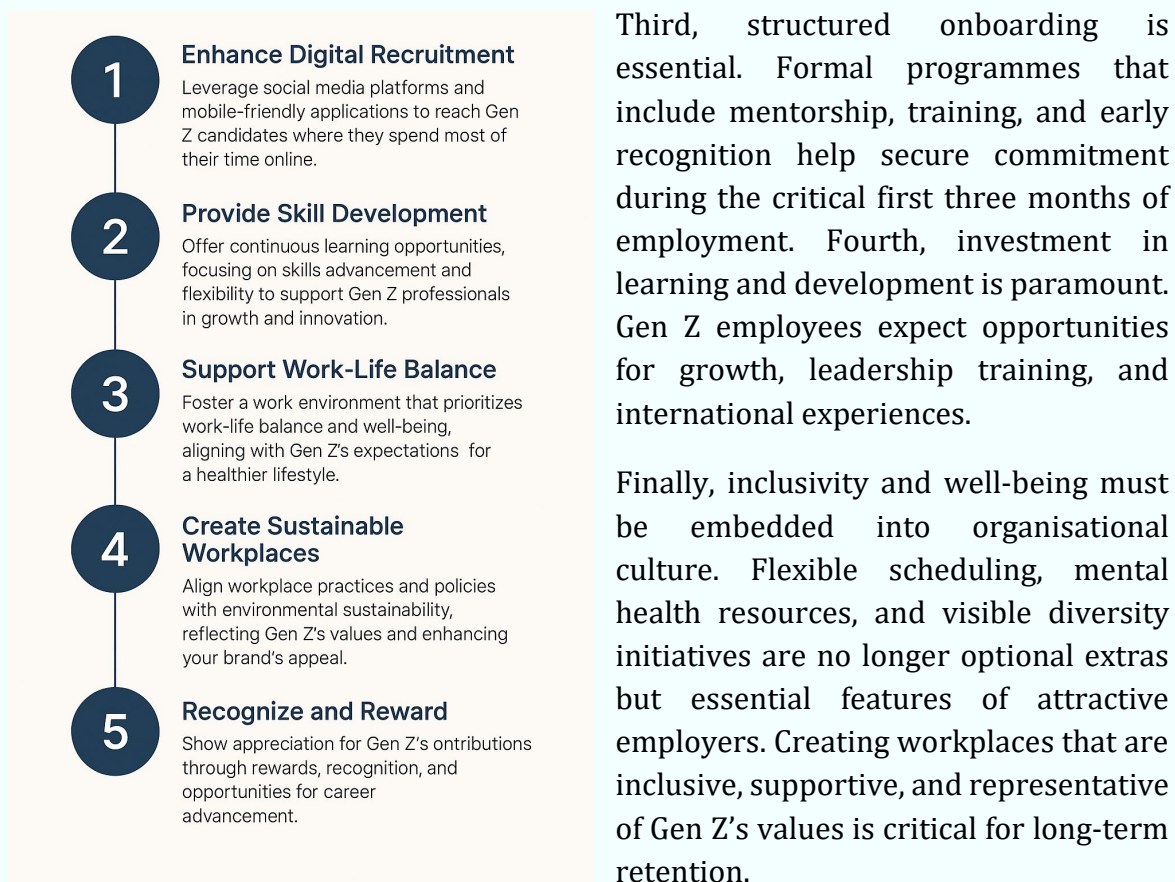 1
Enhance Digital Recruitment
Leverage social media platforms and
mobile-friendly applications to reach Gen
Z candidates where they spend most of
their time online.
2
Provide Skill Development
Offer continuous learning opportunities,
focusing on skills advancement and
flexibility to support Gen Z professionals
in growth and innovation.
3
Support Work-Life Balance
Foster a work environment that prioritizes
work-life balance and well-being,
aligning with Gen Z's expectations for
a healthier lifestyle.
4
Create Sustainable
Workplaces
Align workplace practices and policies
with environmental sustainability,
reflecting Gen Z's values and enhancing
your brand's appeal.
5
Recognize and Reward
Show appreciation for Gen Z's ontributions
through rewards, recognition, and
opportunities for career
advancement.
Third, structured onboarding is
essential. Formal programmes that
include mentorship, training, and early
recognition help secure commitment
during the critical first three months of
employment. Fourth, investment in
learning and development is paramount.
Gen Z employees expect opportunities
for growth, leadership training, and
international experiences.
Finally, inclusivity and well-being must
be embedded into organisational
culture. Flexible scheduling, mental
health resources, and visible diversity
initiatives are no longer optional extras
but essential features of attractive
employers. Creating workplaces that are
inclusive, supportive, and representative
of Gen Z’s values is critical for long-term
retention.